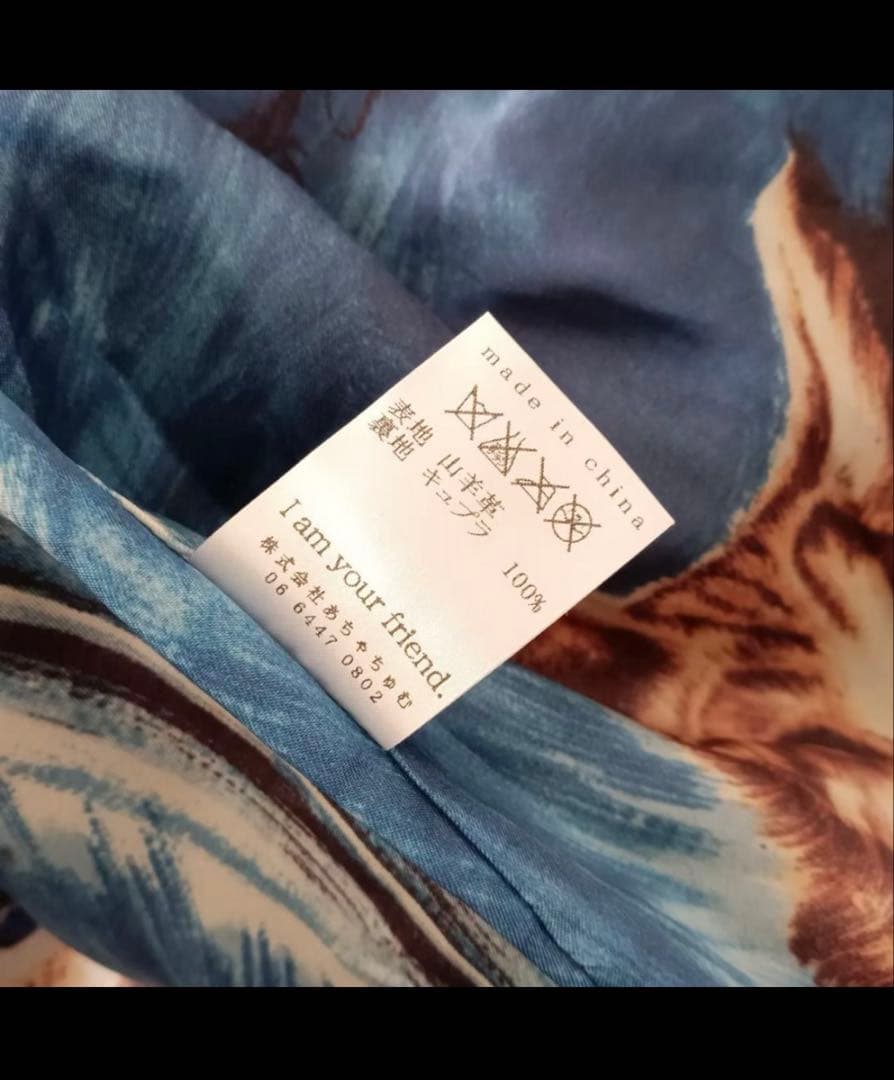 made in china
表地 山羊革
裏地 キュプラ 100%
I am your friend.
株式会社あちゃちゅむ
06 6447 0802